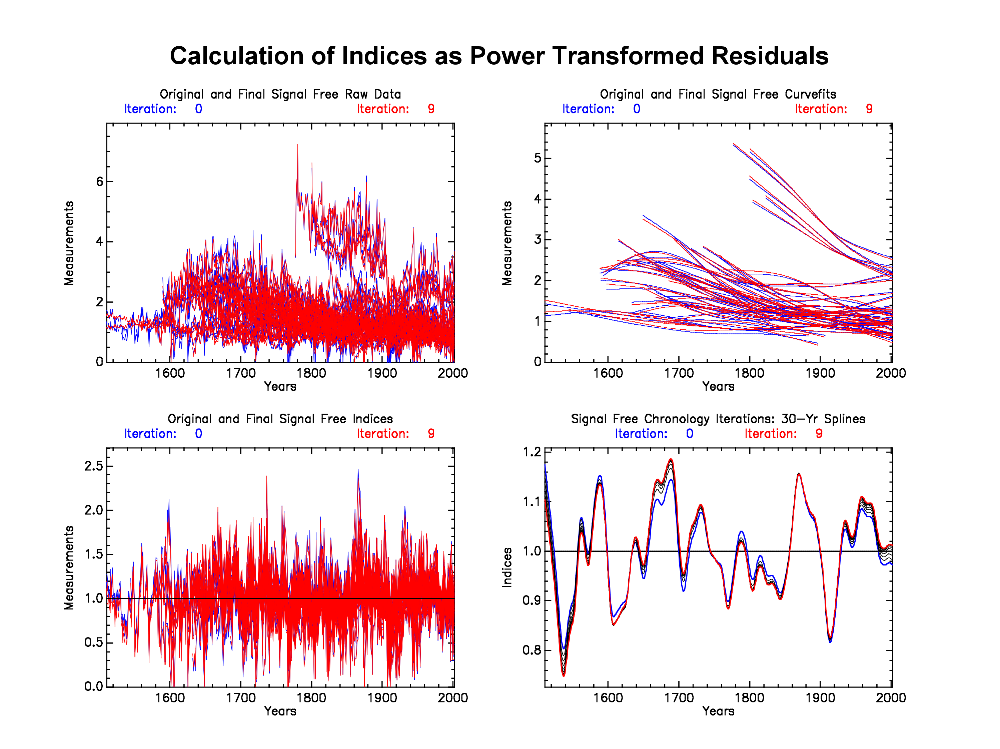 Calculation of Indices as Power Transformed Residuals
Original and Final Signal Free Raw Data
Iteration: 0 Iteration: 9
Measurements
6
4
2
0
1600 1700 1800 1900 2000
Years
Original and Final Signal Free Curvefits
Iteration: 0 Iteration: 9
Measurements
5
4
3
2
1
0
1600 1700 1800 1900 2000
Years
Original and Final Signal Free Indices
Iteration: 0 Iteration: 9
Measurements
2.5
2.0
1.5
1.0
0.5
0.0
1600 1700 1800 1900 2000
Years
Signal Free Chronology Iterations: 30-Yr Splines
Iteration: 0 Iteration: 9
Indices
1.2
1.1
1.0
0.9
0.8
1600 1700 1800 1900 2000
Years